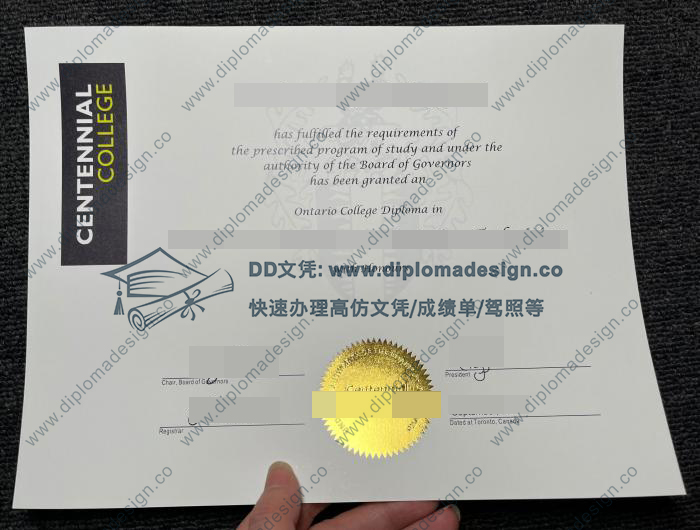 CENTENNIAL
COLLEGE
has fulfilled the requirements of
the prescribed program of study and under the
authority of the Board of Governors
has been granted an
Ontario College Diploma in
DD文凭: www.diplomadesign.co
快速办理高仿文凭/成绩单/驾照等
Chair, Board of Governors
President
Registrar
Dated at Toronto, Canada
www.diplomadesign.co